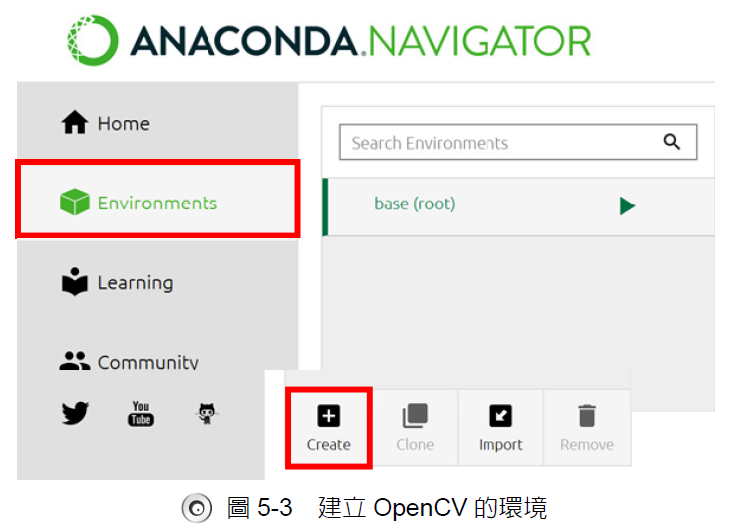 ANACONDA.NAVIGATOR
Home
Search Environments
Environments
base (root)
Learning
Community
You
Tube
Create
Clone
Import
Remove
圖 5-3 建立 OpenCV 的環境